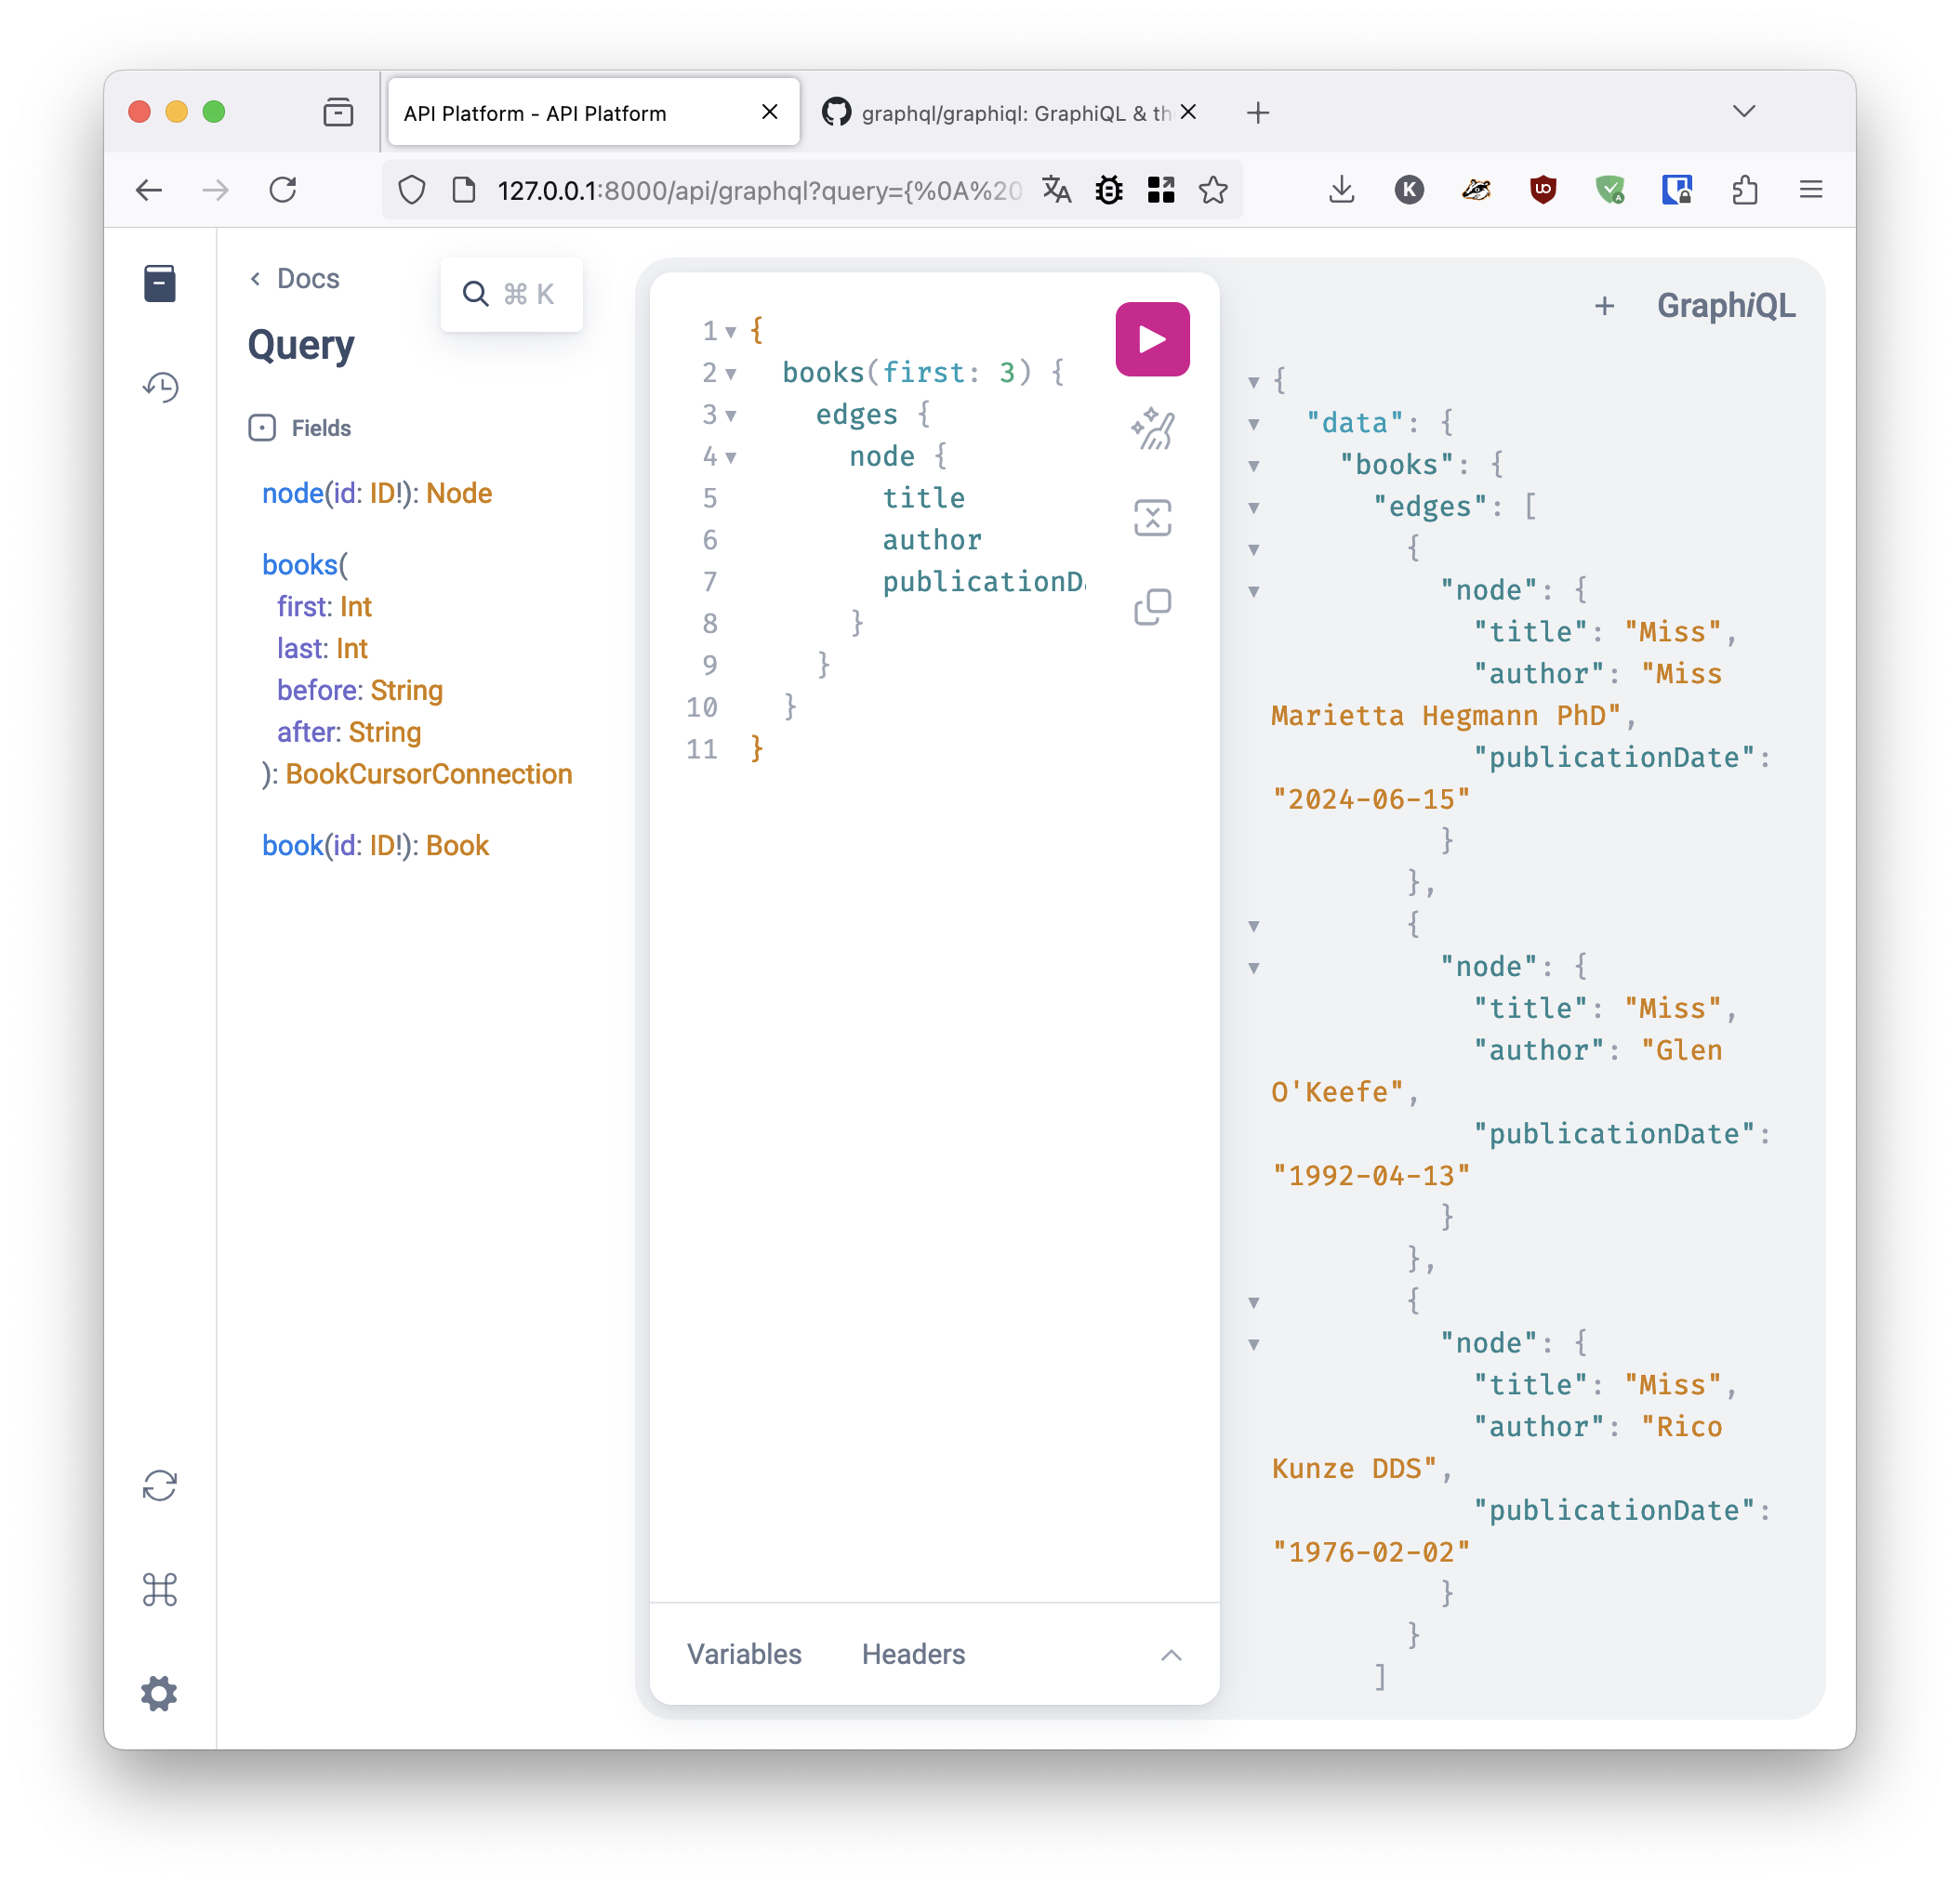 API Platform - API Platform
graphql/graphiql: GraphiQL & th
127.0.0.1:8000/api/graphql?query={%0A%20
K
Docs
⌘ K
Query
Fields
node(id: ID!): Node
books(
first: Int
last: Int
before: String
after: String
): BookCursorConnection
book(id: ID!): Book
1 {
2 books(first: 3) {
3 edges {
4 node {
5 title
6 author
7 publicationDa
8 }
9 }
10 }
11 }
Variables Headers
+ GraphiQL
{
"data": {
"books": {
"edges": [
{
"node": {
"title": "Miss",
"author": "Miss
Marietta Hegmann PhD",
"publicationDate":
"2024-06-15"
}
},
{
"node": {
"title": "Miss",
"author": "Glen
O'Keefe",
"publicationDate":
"1992-04-13"
}
},
{
"node": {
"title": "Miss",
"author": "Rico
Kunze DDS",
"publicationDate":
"1976-02-02"
}
}
]